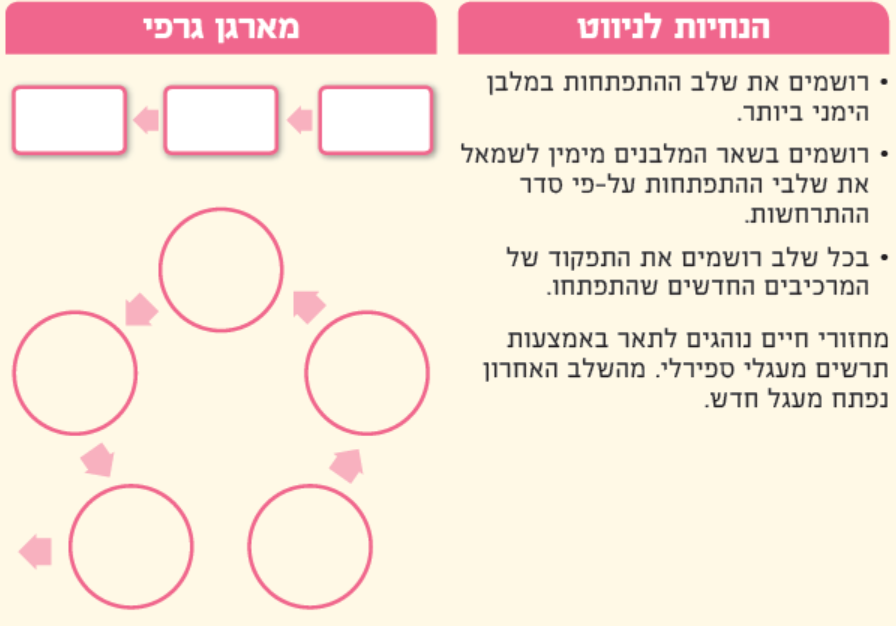 הנחיות לניווט
מארגן גרפי
• רושמים את שלב ההתפתחות במלבן
הימני ביותר.
• רושמים בשאר המלבנים מימין לשמאל
את שלבי ההתפתחות על-פי סדר
ההתרחשות.
• בכל שלב רושמים את התפקוד של
המרכיבים החדשים שהתפתחו.
מחזורי חיים נוהגים לתאר באמצעות
תרשים מעגלי ספירלי. מהשלב האחרון
נפתח מעגל חדש.